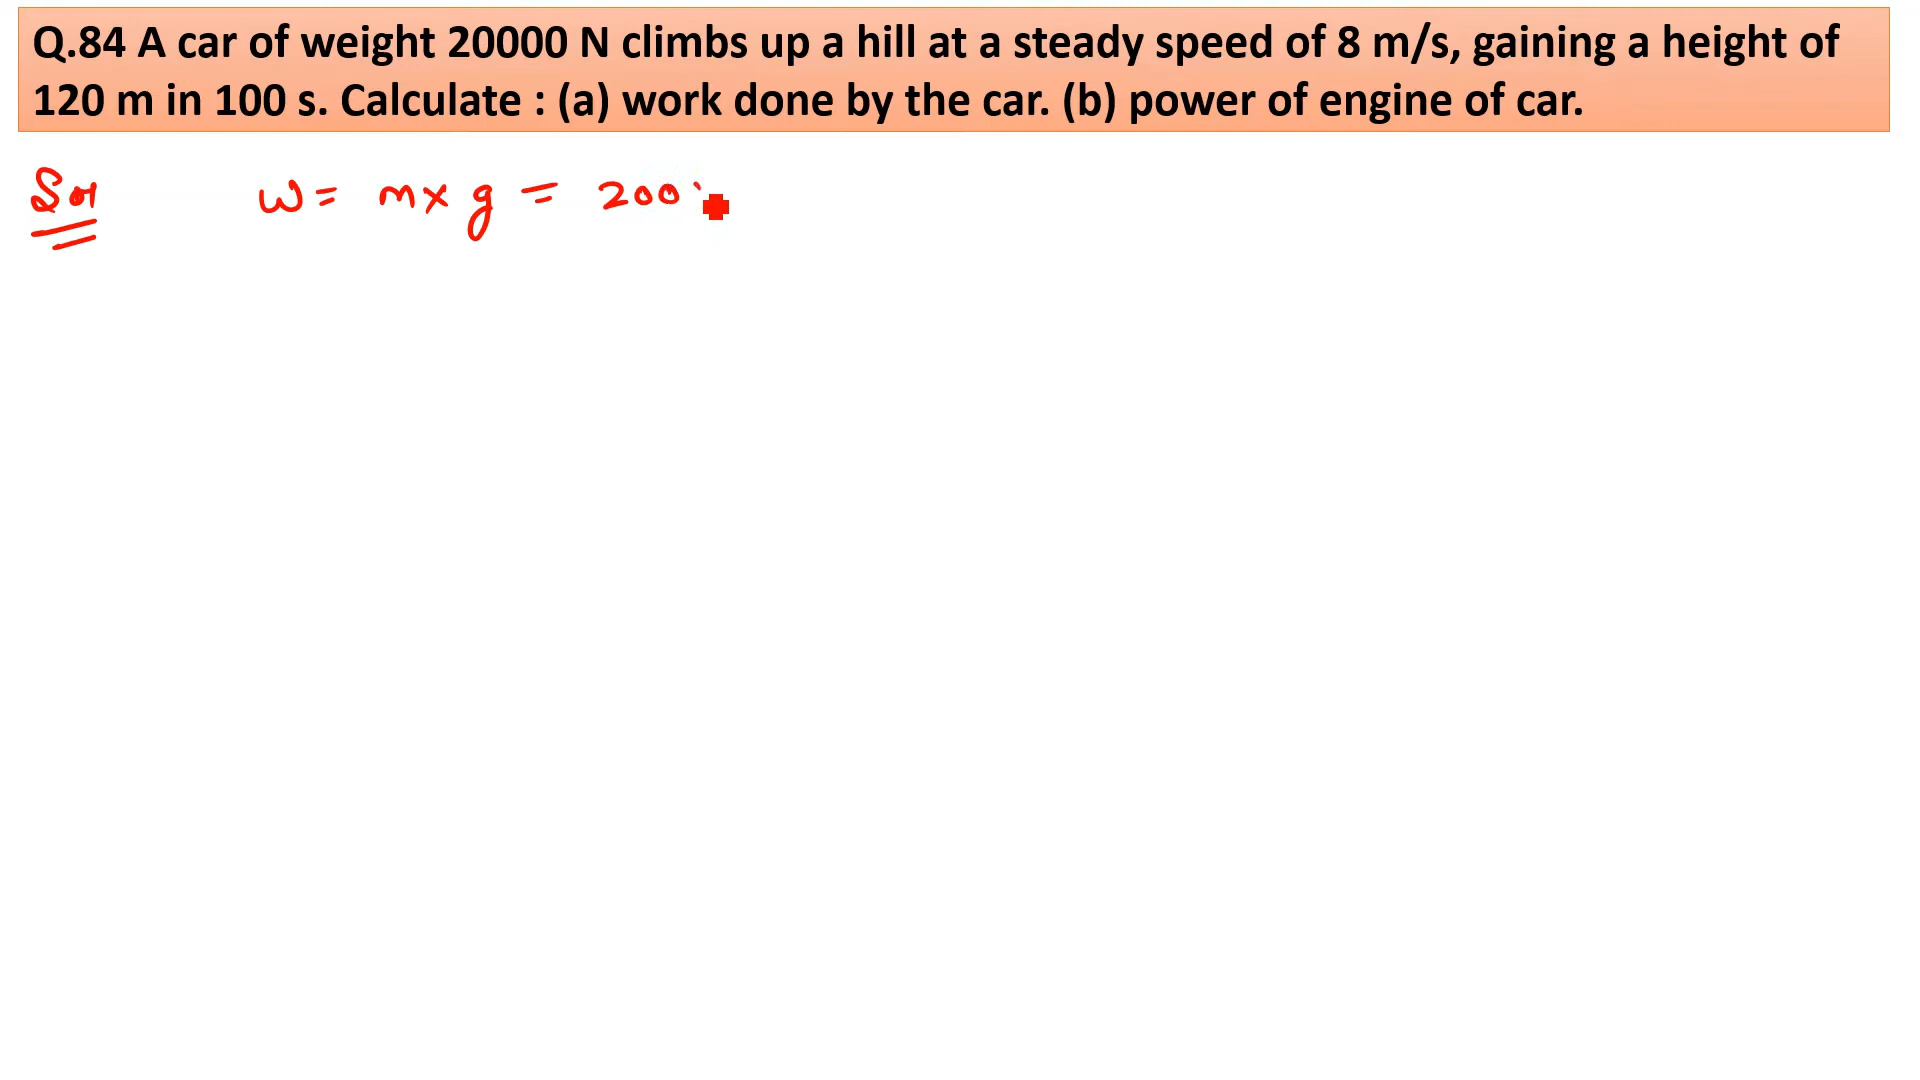 Q.84 A car of weight 20000 N climbs up a hill at a steady speed of 8 m/s, gaining a height of
120 m in 100 s. Calculate : (a) work done by the car. (b) power of engine of car.
Sol W = m x g = 200